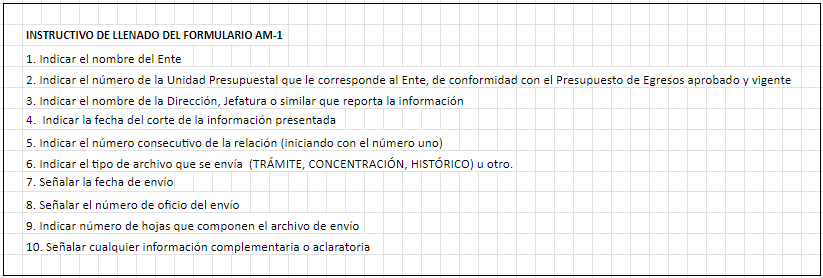 INSTRUCTIVO DE LLENADO DEL FORMULARIO AM-1
1. Indicar el nombre del Ente
2. Indicar el número de la Unidad Presupuestal que le corresponde al Ente, de conformidad con el Presupuesto de Egresos aprobado y vigente
3. Indicar el nombre de la Dirección, Jefatura o similar que reporta la información
4. Indicar la fecha del corte de la información presentada
5. Indicar el número consecutivo de la relación (iniciando con el número uno)
6. Indicar el tipo de archivo que se envía (TRÁMITE, CONCENTRACIÓN, HISTÓRICO) u otro.
7. Señalar la fecha de envío
8. Señalar el número de oficio del envío
9. Indicar número de hojas que componen el archivo de envío
10. Señalar cualquier información complementaria o aclaratoria